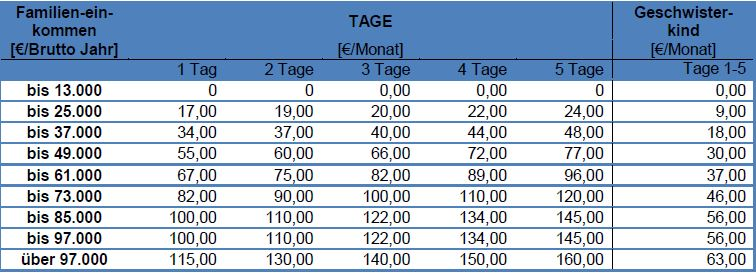 Familien-ein-
kommen
[€/Brutto Jahr]
TAGE
[€/Monat]
Geschwister-
kind
[€/Monat]
1 Tag 2 Tage 3 Tage 4 Tage 5 Tage Tage 1-5
bis 13.000 0 0 0,00 0,00 0 0,00
bis 25.000 17,00 19,00 20,00 22,00 24,00 9,00
bis 37.000 34,00 37,00 40,00 44,00 48,00 18,00
bis 49.000 55,00 60,00 66,00 72,00 77,00 30,00
bis 61.000 67,00 75,00 82,00 89,00 96,00 37,00
bis 73.000 82,00 90,00 100,00 110,00 120,00 46,00
bis 85.000 100,00 110,00 122,00 134,00 145,00 56,00
bis 97.000 100,00 110,00 122,00 134,00 145,00 56,00
über 97.000 115,00 130,00 140,00 150,00 160,00 63,00